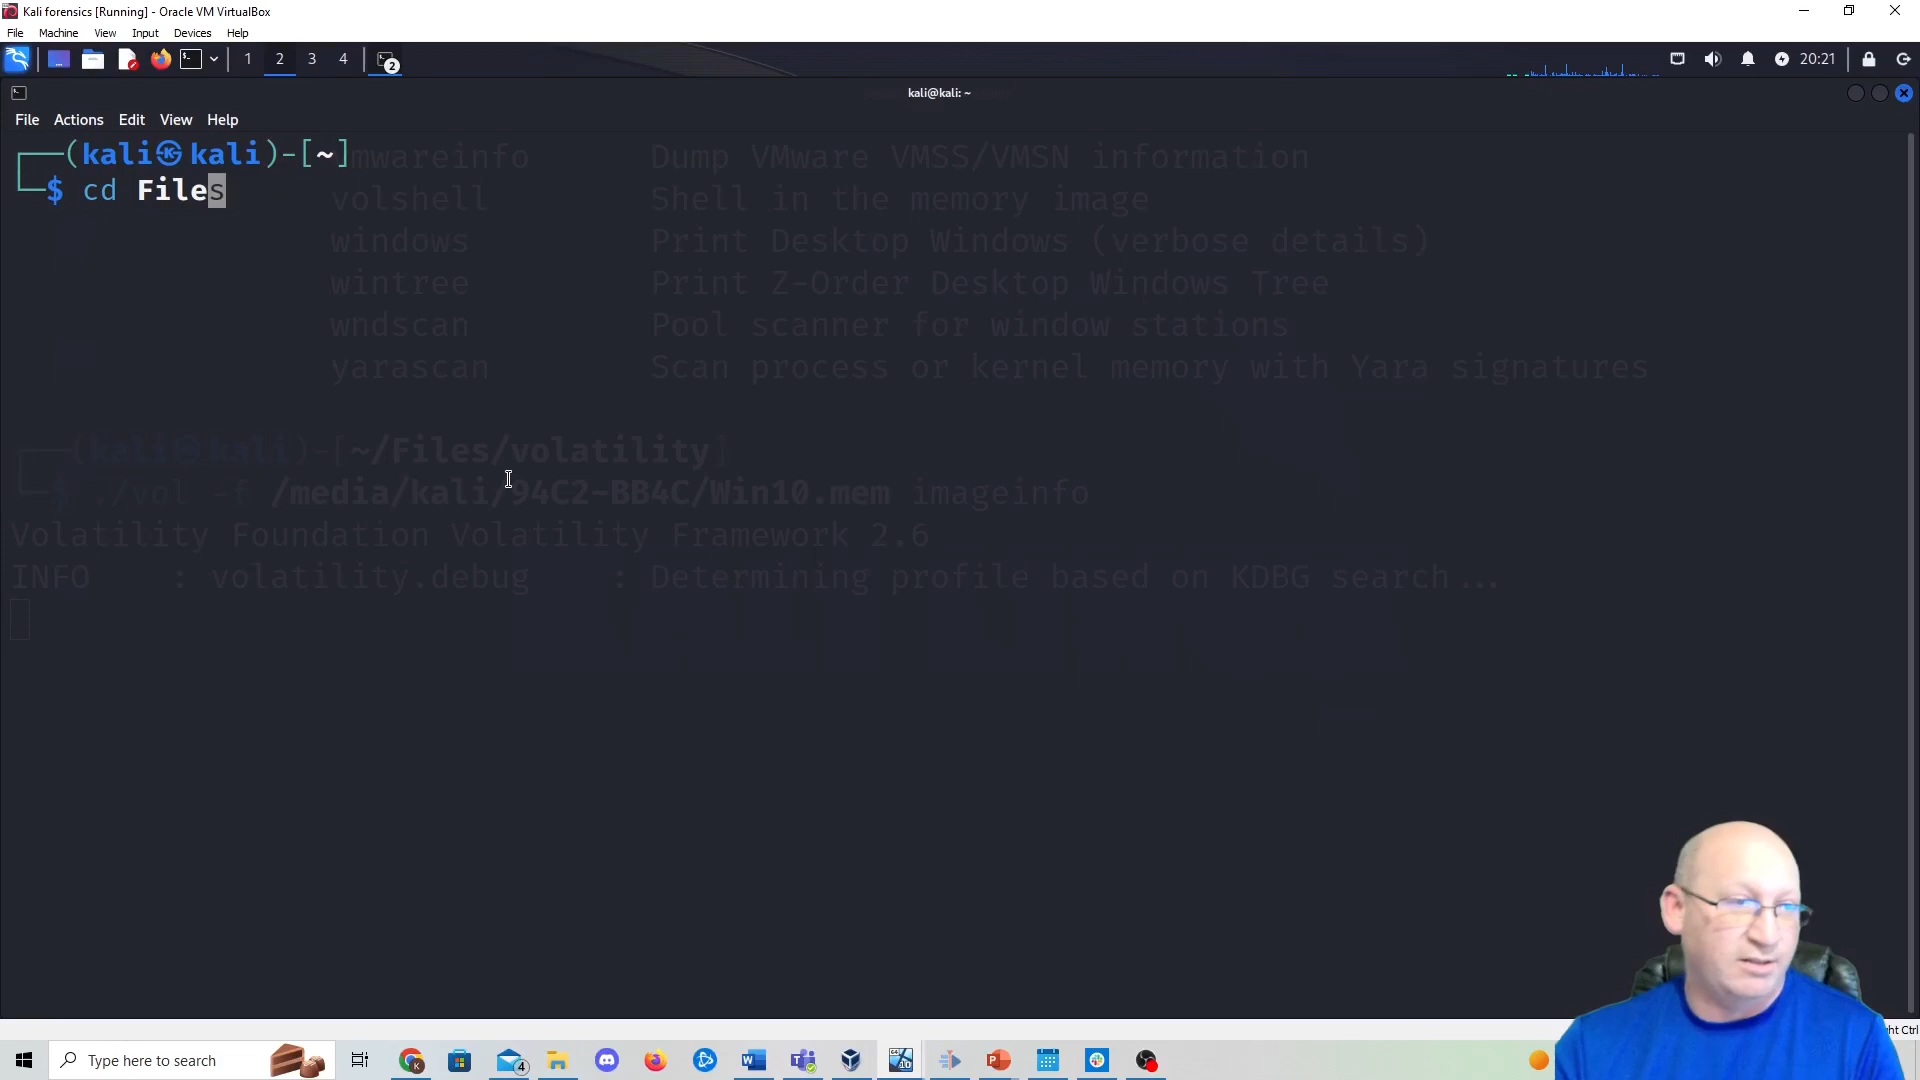 Kali forensics [Running] - Oracle VM VirtualBox
File Machine View Input Devices Help
1 2 3 4 2 20:21
kali@kali: ~
File Actions Edit View Help
(kali㉿kali)-[~]
$ cd Files
mwareinfo Dump VMware VMSS/VMSN information
volshell Shell in the memory image
windows Print Desktop Windows (verbose details)
wintree Print Z-Order Desktop Windows Tree
wndscan Pool scanner for window stations
yarascan Scan process or kernel memory with Yara signatures
(kali㉿kali)-[~/Files/volatility]
$ ./vol -f /media/kali/94C2-BB4C/Win10.mem imageinfo
Volatility Foundation Volatility Framework 2.6
INFO : volatility.debug : Determining profile based on KDBG search...
ght Ctrl
Type here to search
K 4 10